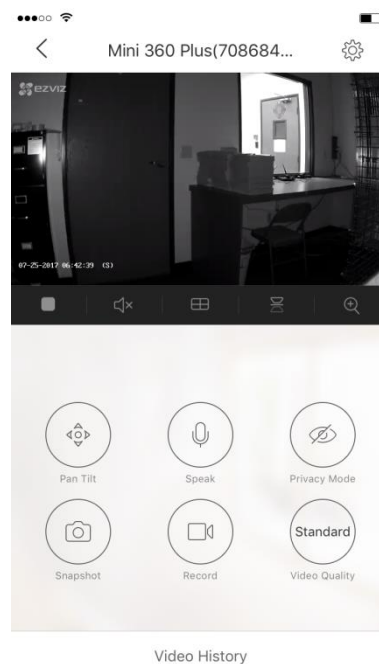 Mini 360 Plus(708684...
ezviz
07-25-2017 06:42:39 (S)
Pan Tilt
Speak
Privacy Mode
Snapshot
Record
Standard
Video Quality
Video History